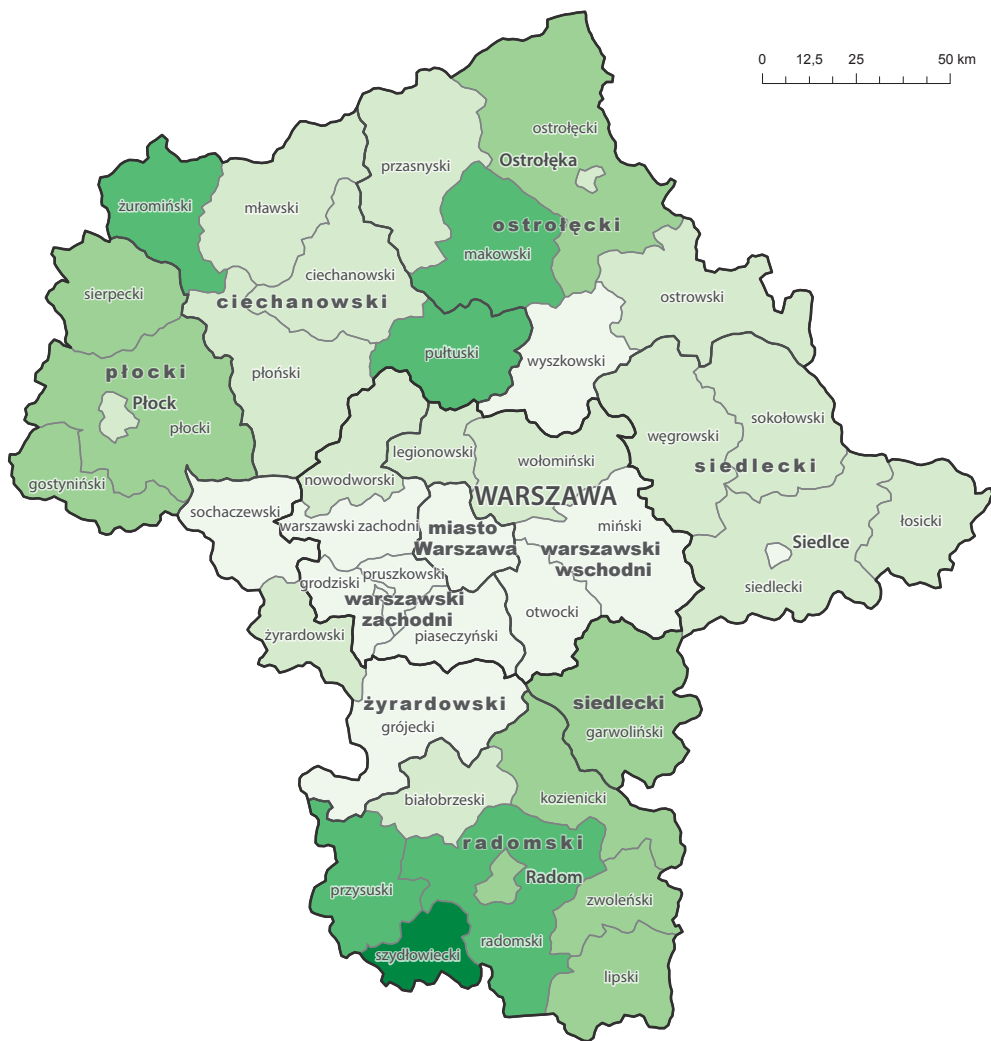 0 12,5 25 50 km
ostrołęcki
Ostrołęka
przasnyski
żuromiński
mławski
ostrołęcki
makowski
ciechanowski
sierpecki
ciechanowski
ostrowski
pułtuski
wyszkowski
płocki
płoński
Płock
płocki
sokołowski
węgrowski
legionowski
wołomiński
siedlecki
gostyniński
nowodworski
WARSZAWA
sochaczewski
warszawski zachodni
miasto
Warszawa
miński
łosicki
Siedlce
warszawski
wschodni
pruszkowski
grodziski
siedlecki
warszawski
zachodni
otwocki
żyrardowski
piaseczyński
żyrardowski
siedlecki
grójecki
garwoliński
białobrzeski
kozienicki
radomski
Radom
przysuski
zwoleński
radomski
szydłowiecki
lipski